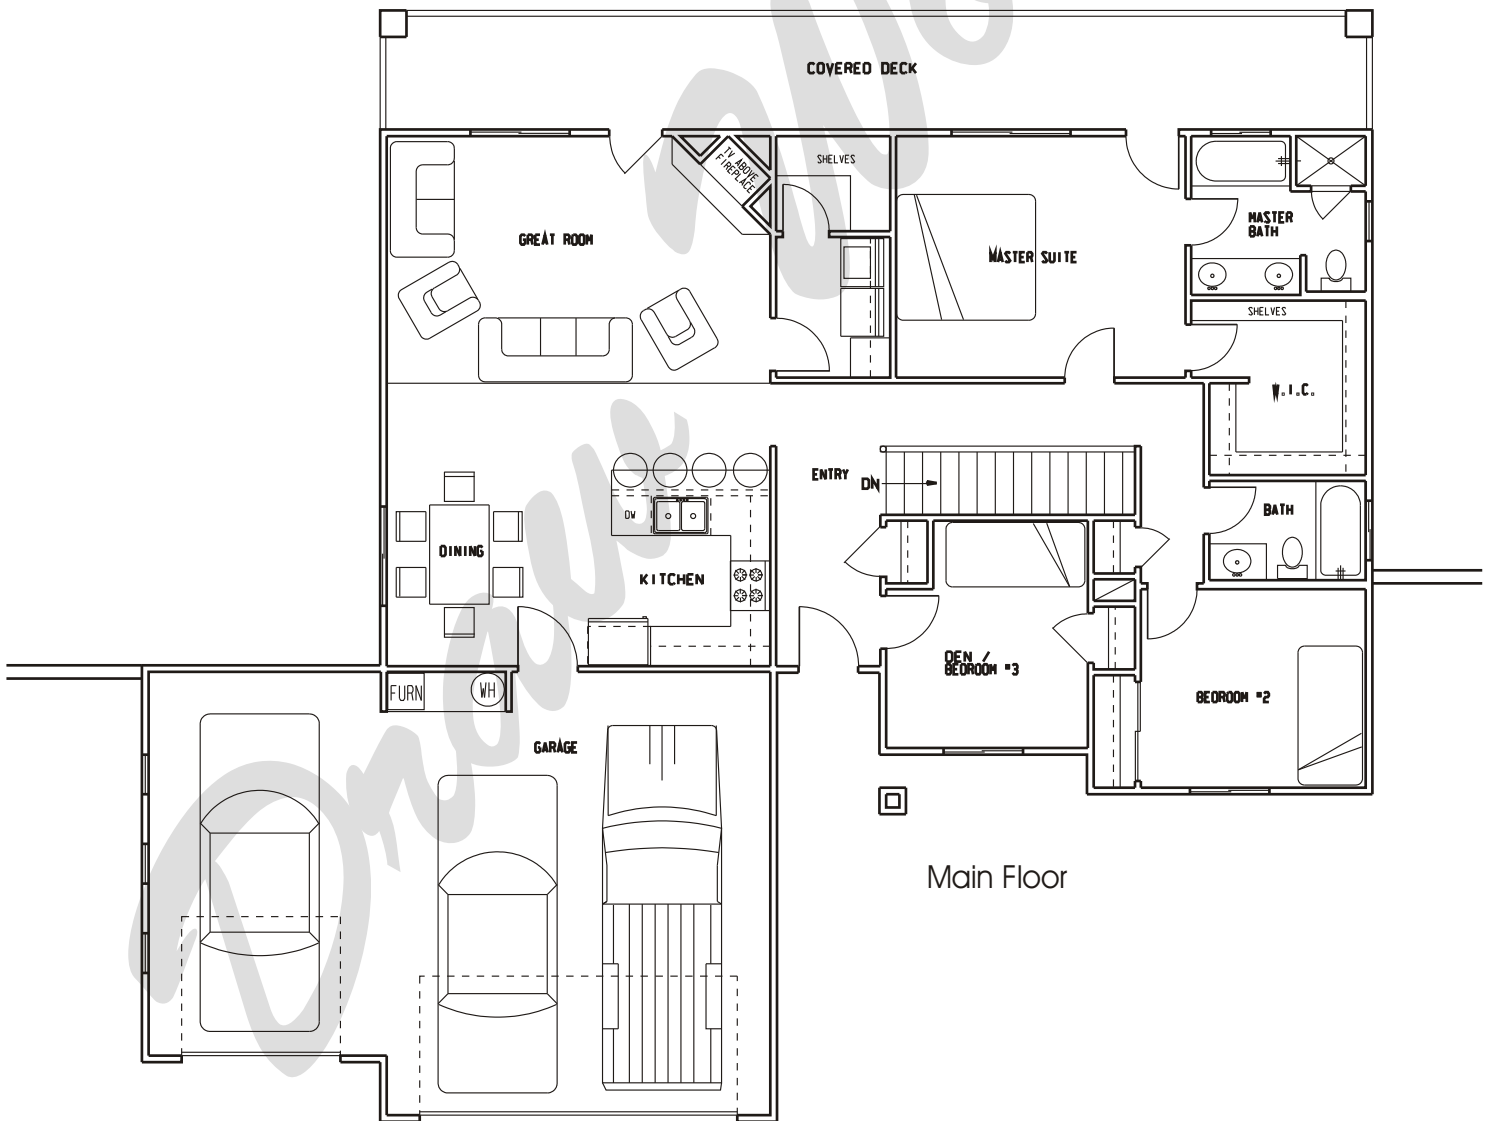 COVERED DECK
TV ABOVE
FIREPLACE
SHELVES
GREAT ROOM
MASTER SUITE
MASTER
BATH
SHELVES
W.I.C.
ENTRY
DN
BATH
DW
DINING
KITCHEN
DEN /
BEDROOM #3
BEDROOM #2
FURN
WH
GARAGE
Main Floor
Draw